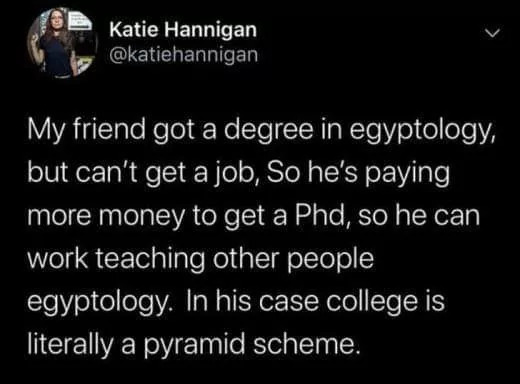 Katie Hannigan
@katiehannigan
My friend got a degree in egyptology,
but can't get a job, So he's paying
more money to get a Phd, so he can
work teaching other people
egyptology.  In his case college is
literally a pyramid scheme.